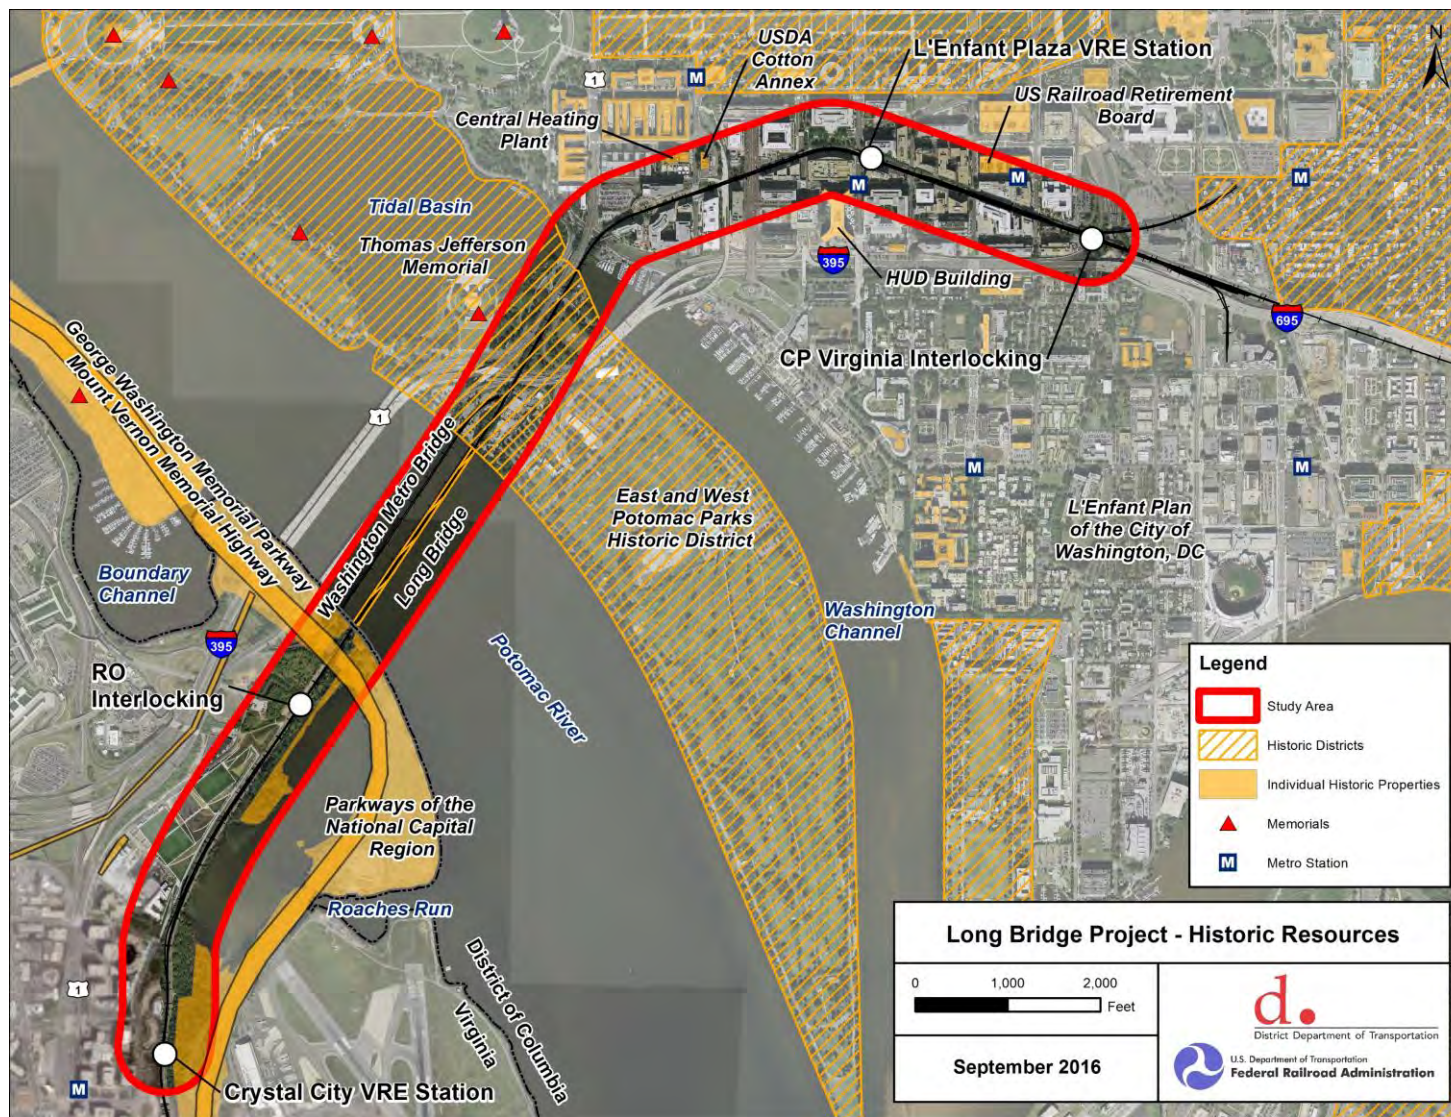 N
USDA
Cotton
Annex
L'Enfant Plaza VRE Station
1
M
US Railroad Retirement
Board
Central Heating
Plant
M
M
M
Tidal Basin
Thomas Jefferson
Memorial
395
HUD Building
695
CP Virginia Interlocking
George Washington Memorial Parkway
Mount Vernon Memorial Highway
1
Washington Metro Bridge
Long Bridge
M
M
East and West
Potomac Parks
Historic District
L'Enfant Plan
of the City of
Washington, DC
Boundary
Channel
395
Washington
Channel
Potomac River
RO
Interlocking
Parkways of the
National Capital
Region
Roaches Run
District of Columbia
Virginia
1
M
Crystal City VRE Station
Legend
Study Area
Historic Districts
Individual Historic Properties
Memorials
M
Metro Station
Long Bridge Project - Historic Resources
0 1,000 2,000
Feet
September 2016
d.
District Department of Transportation
U.S. Department of Transportation
Federal Railroad Administration